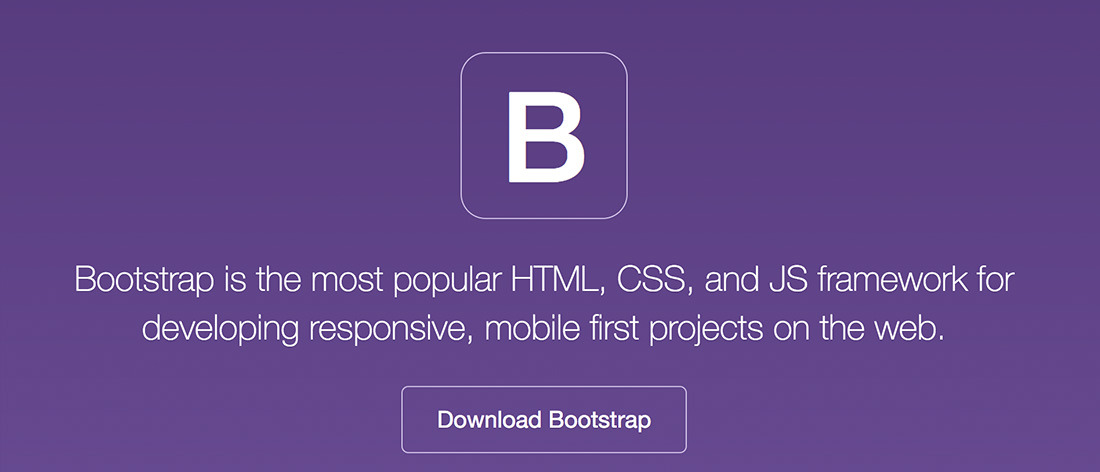 B
Bootstrap is the most popular HTML, CSS, and JS framework for
developing responsive, mobile first projects on the web.
Download Bootstrap